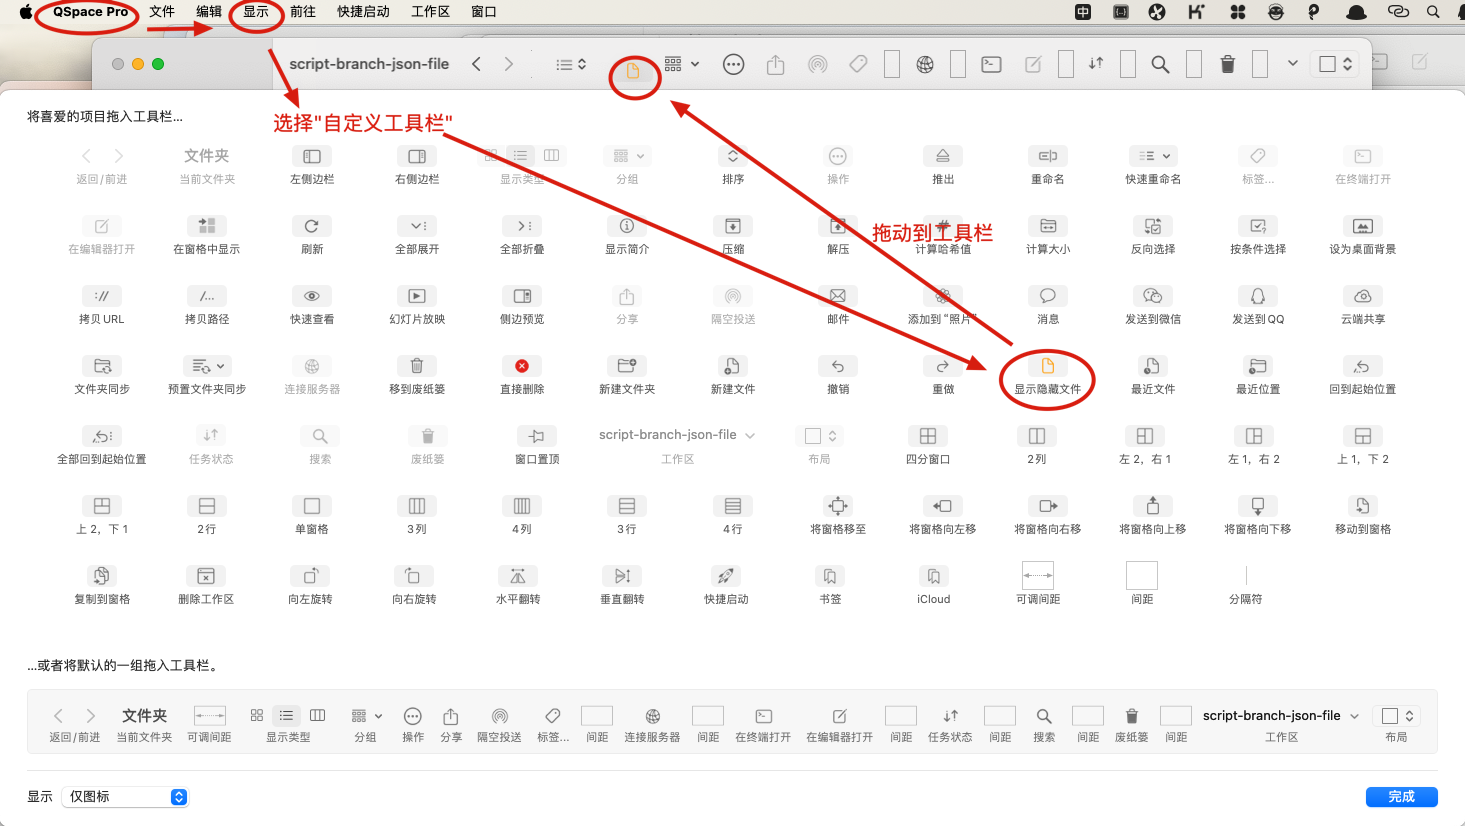 QSpace Pro 文件 编辑 显示 前往 快捷启动 工作区 窗口
script-branch-json-file
选择"自定义工具栏"
将喜爱的项目拖入工具栏...
文件夹
返回/前进 当前文件夹 左侧边栏 右侧边栏 显示类型 分组 排序 操作 推出 重命名 快速重命名 标签... 在终端打开
拖动到工具栏
在编辑器打开 在窗格中显示 刷新 全部展开 全部折叠 显示简介 压缩 解压 计算哈希值 计算大小 反向选择 按条件选择 设为桌面背景
拷贝 URL 拷贝路径 快速查看 幻灯片放映 侧边预览 分享 隔空投送 邮件 添加到“照片” 消息 发送到微信 发送到 QQ 云端共享
文件夹同步 预置文件夹同步 连接服务器 移到废纸篓 直接删除 新建文件夹 新建文件 撤销 重做 显示隐藏文件 最近文件 最近位置 回到起始位置
script-branch-json-file
全部回到起始位置 任务状态 搜索 废纸篓 窗口置顶 工作区 布局 四分窗口 2 列 左 2，右 1 左 1，右 2 上 1，下 2
上 2，下 1 2 行 单窗格 3 列 4 列 3 行 4 行 将窗格移至 将窗格向左移 将窗格向右移 将窗格向上移 将窗格向下移 移动到窗格
复制到窗格 删除工作区 向左旋转 向右旋转 水平翻转 垂直翻转 快捷启动 书签 iCloud 可调间距 间距 分隔符
...或者将默认的一组拖入工具栏。
文件夹 script-branch-json-file
返回/前进 当前文件夹 可调间距 显示类型 分组 操作 分享 隔空投送 标签... 间距 连接服务器 间距 在终端打开 在编辑器打开 间距 任务状态 间距 搜索 间距 废纸篓 间距 工作区 布局
显示 仅图标 完成